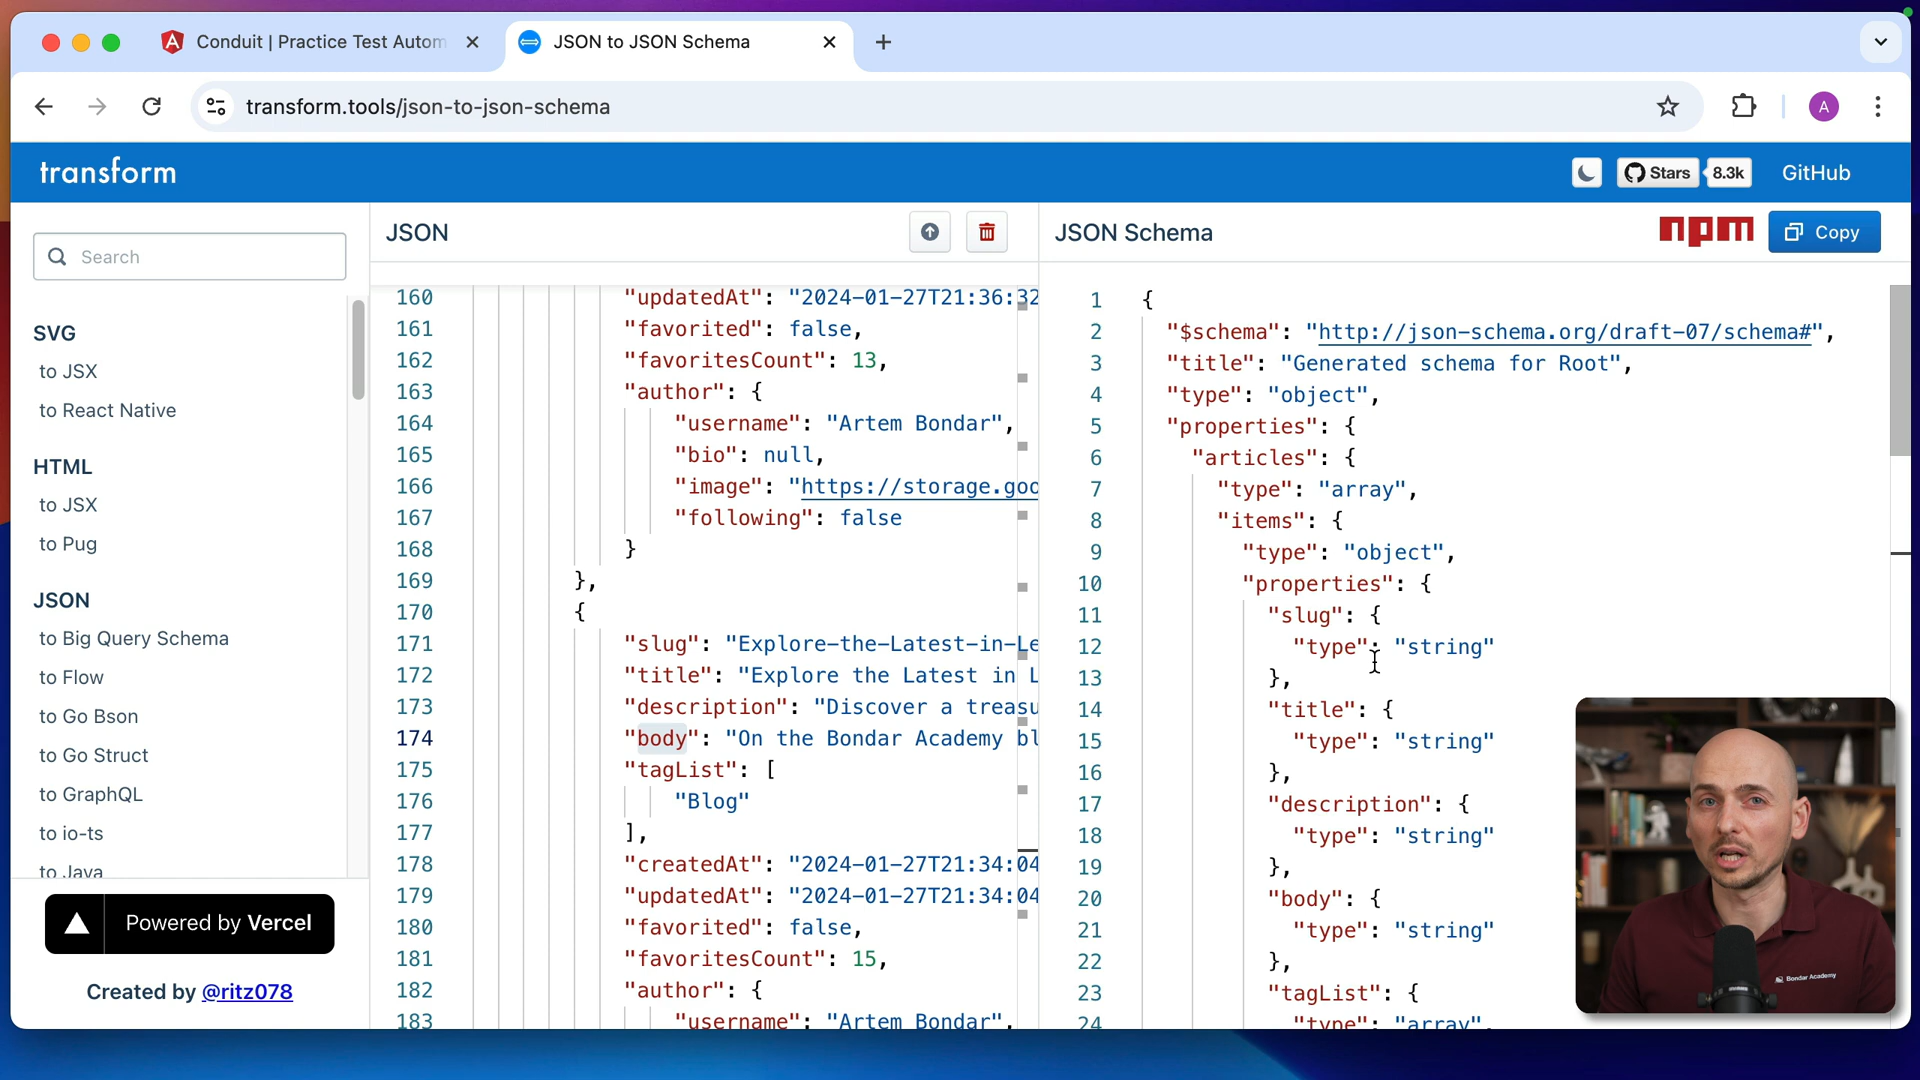 Conduit | Practice Test Autom
JSON to JSON Schema
transform.tools/json-to-json-schema
A
transform
Stars
8.3k
GitHub
Search
SVG
to JSX
to React Native
HTML
to JSX
to Pug
JSON
to Big Query Schema
to Flow
to Go Bson
to Go Struct
to GraphQL
to io-ts
to Java
Powered by Vercel
Created by @ritz078
JSON
160 "updatedAt": "2024-01-27T21:36:32
161 "favorited": false,
162 "favoritesCount": 13,
163 "author": {
164 "username": "Artem Bondar",
165 "bio": null,
166 "image": "https://storage.goo
167 "following": false
168 }
169 },
170 {
171 "slug": "Explore-the-Latest-in-Le
172 "title": "Explore the Latest in L
173 "description": "Discover a treasu
174 "body": "On the Bondar Academy bl
175 "tagList": [
176 "Blog"
177 ],
178 "createdAt": "2024-01-27T21:34:04
179 "updatedAt": "2024-01-27T21:34:04
180 "favorited": false,
181 "favoritesCount": 15,
182 "author": {
183 "username": "Artem Bondar",
JSON Schema
npm
Copy
1 {
2 "$schema": "http://json-schema.org/draft-07/schema#",
3 "title": "Generated schema for Root",
4 "type": "object",
5 "properties": {
6 "articles": {
7 "type": "array",
8 "items": {
9 "type": "object",
10 "properties": {
11 "slug": {
12 "type": "string"
13 },
14 "title": {
15 "type": "string"
16 },
17 "description": {
18 "type": "string"
19 },
20 "body": {
21 "type": "string"
22 },
23 "tagList": {
24 "type": "array",
Bondar Academy